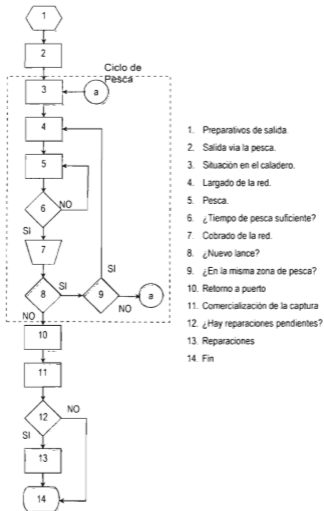 1
2
Ciclo de
Pesca
3
a
4
5
6
NO
SI
7
SI
8
SI
9
a
NO
NO
10
11
12
NO
SI
13
14
1. Preparativos de salida
2. Salida via la pesca.
3. Situación en el caladero.
4. Largado de la red.
5. Pesca.
6. ¿Tiempo de pesca suficiente?
7. Cobrado de la red.
8. ¿Nuevo lance?
9. ¿En la misma zona de pesca?
10. Retorno a puerto
11. Comercialización de la captura
12. ¿Hay reparaciones pendientes?
13. Reparaciones
14. Fin